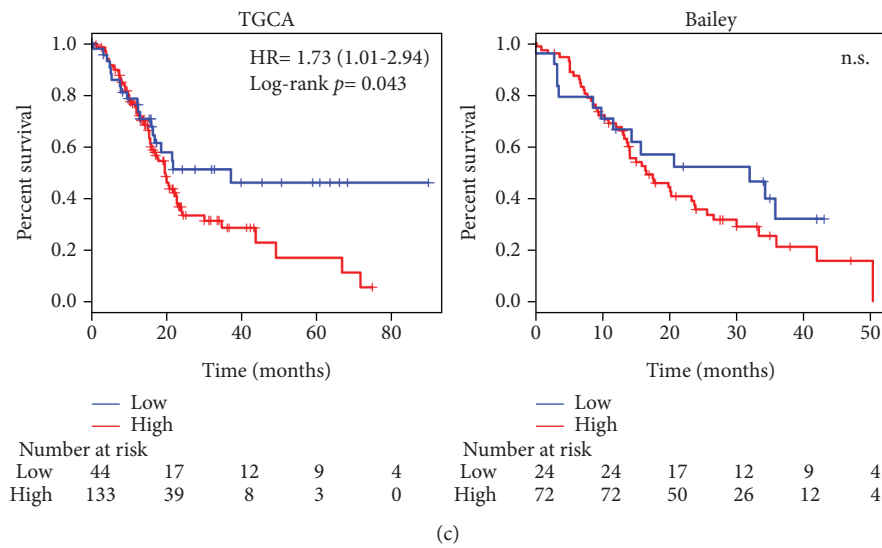 TGCA
HR= 1.73 (1.01-2.94)
Log-rank p= 0.043
Percent survival
1.0
0.8
0.6
0.4
0.2
0.0
0 20 40 60 80
Time (months)
Low
High
Number at risk
Low 44 17 12 9 4
High 133 39 8 3 0
Bailey
n.s.
Percent survival
1.0
0.8
0.6
0.4
0.2
0.0
0 10 20 30 40 50
Time (months)
Low
High
Number at risk
Low 24 24 17 12 9 4
High 72 72 50 26 12 4
(c)